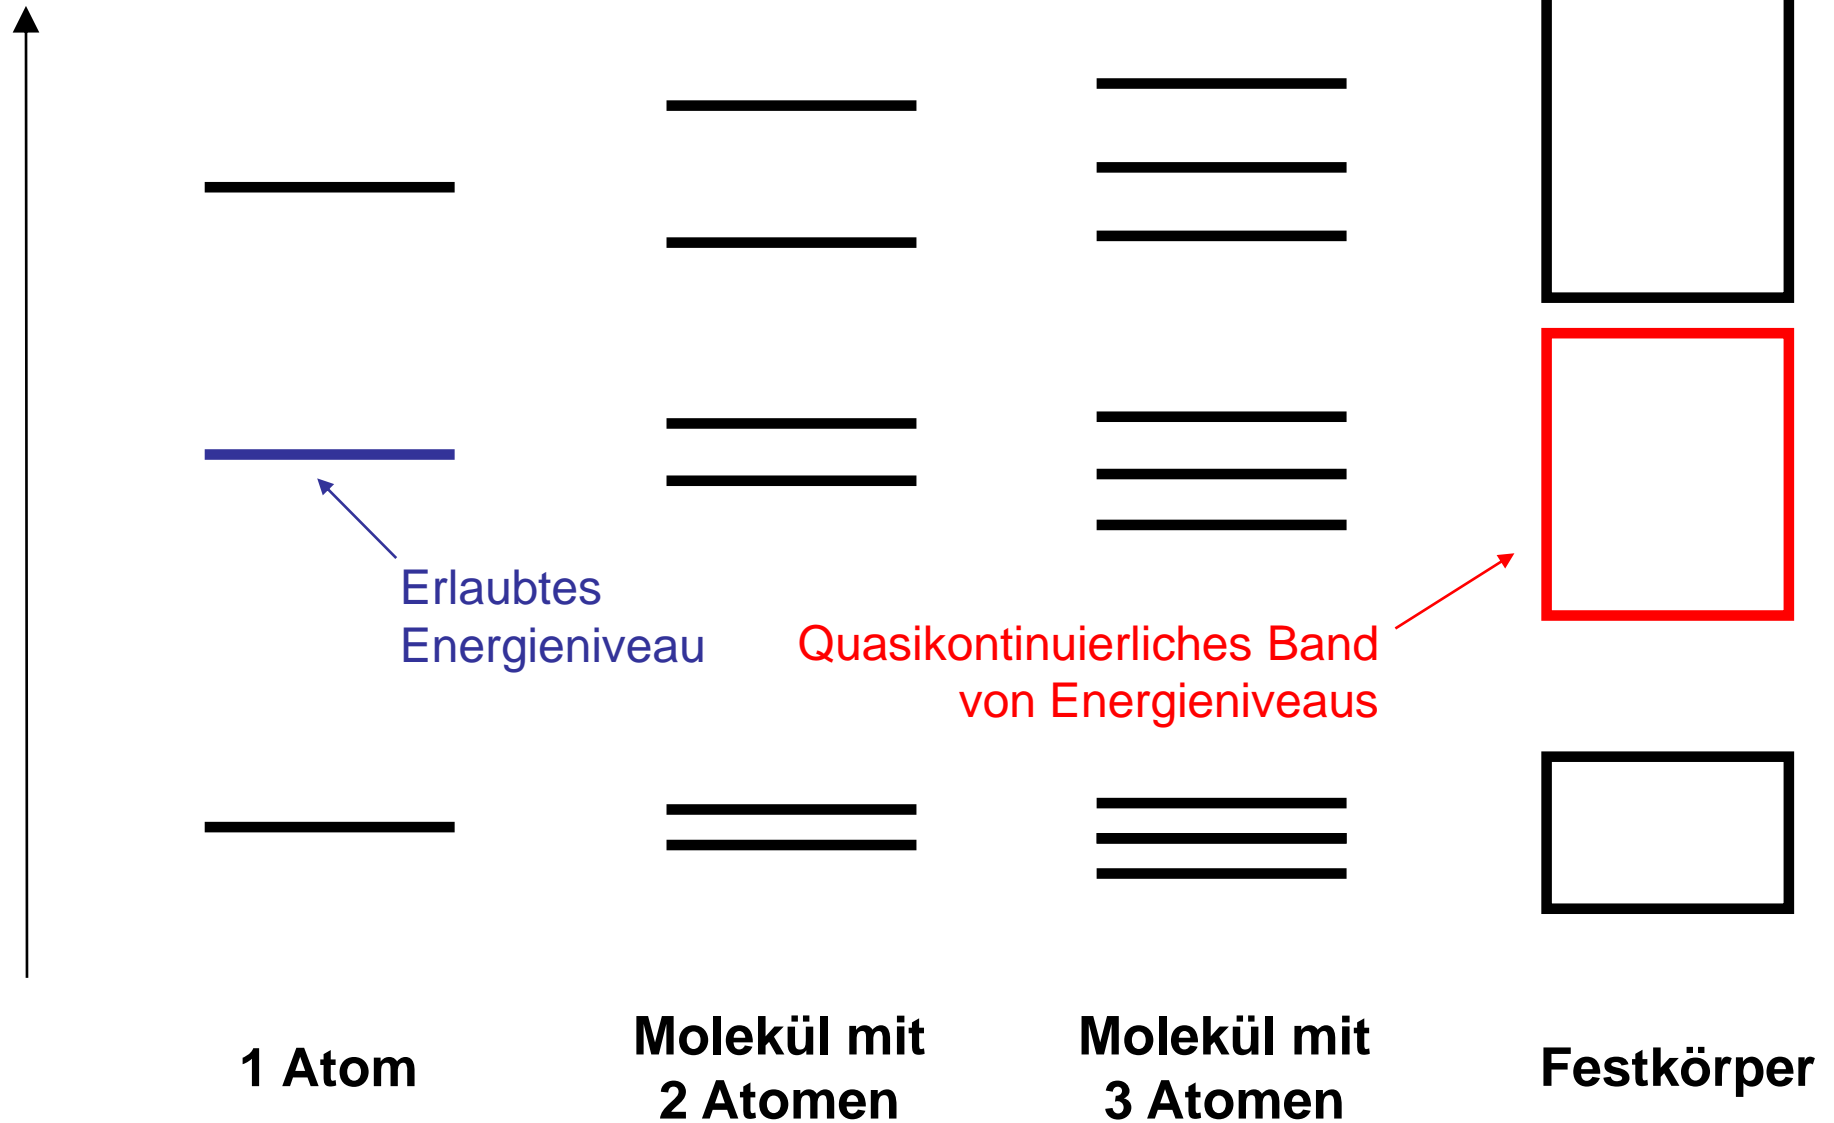 Erlaubtes
Energieniveau
Quasikontinuierliches Band
von Energieniveaus
1 Atom
Molekül mit
2 Atomen
Molekül mit
3 Atomen
Festkörper